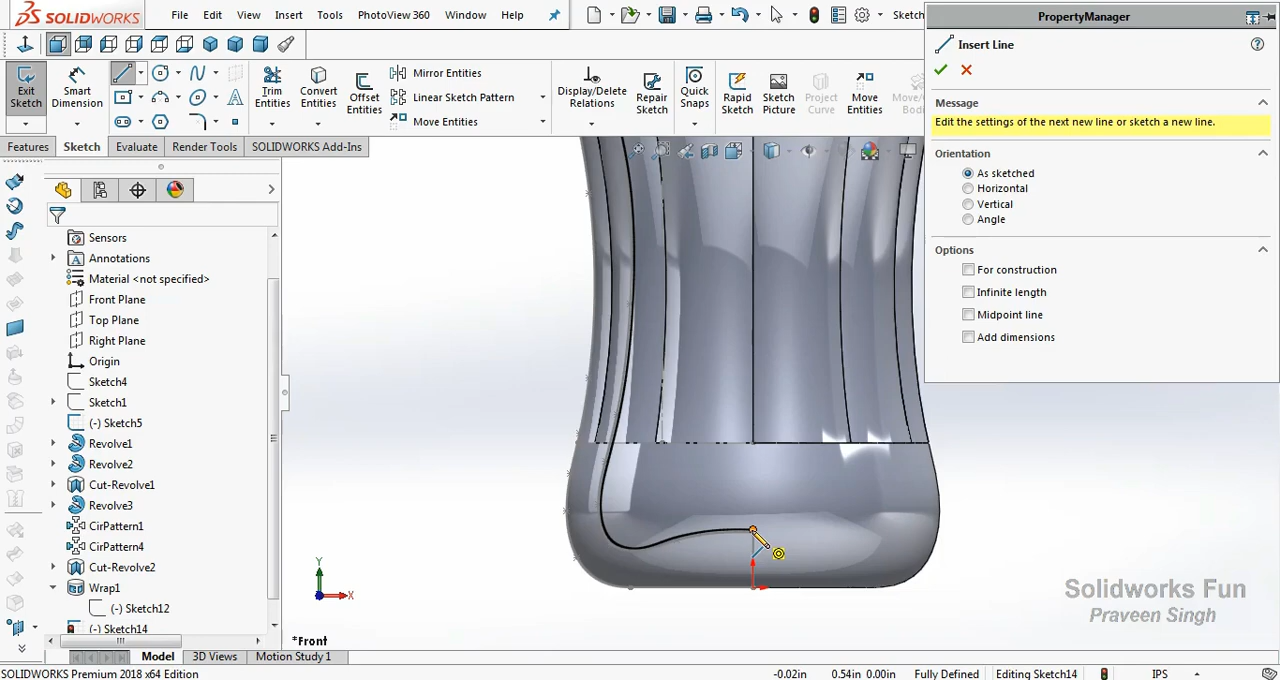 SOLIDWORKS
File Edit View Insert Tools PhotoView 360 Window Help
Sketch
PropertyManager
Insert Line
Message
Edit the settings of the next new line or sketch a new line.
Orientation
As sketched
Horizontal
Vertical
Angle
Options
For construction
Infinite length
Midpoint line
Add dimensions
Exit Sketch
Smart Dimension
Trim Entities
Convert Entities
Offset Entities
Mirror Entities
Linear Sketch Pattern
Move Entities
Display/Delete Relations
Repair Sketch
Quick Snaps
Rapid Sketch
Sketch Picture
Project Curve
Move Entities
Features Sketch Evaluate Render Tools SOLIDWORKS Add-Ins
Sensors
Annotations
Material <not specified>
Front Plane
Top Plane
Right Plane
Origin
Sketch4
Sketch1
(-) Sketch5
Revolve1
Revolve2
Cut-Revolve1
Revolve3
CirPattern1
CirPattern4
Cut-Revolve2
Wrap1
(-) Sketch12
(-) Sketch14
Y
X
*Front
Solidworks Fun
Praveen Singh
Model 3D Views Motion Study 1
SOLIDWORKS Premium 2018 x64 Edition
-0.02in 0.54in 0.00in Fully Defined Editing Sketch14 IPS